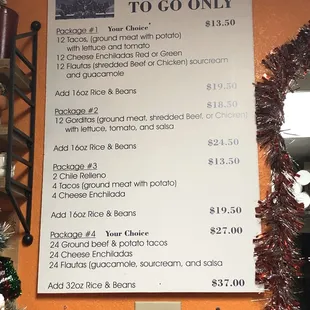 TO GO ONLY
Package #1 Your Choice' $13.50
12 Tacos, (ground meat with potato)
with lettuce and tomato
12 Cheese Enchiladas Red or Green
12 Flautas (shredded Beef or Chicken) sourcream
and guacamole
Add 16oz Rice & Beans $19.50
Package #2 $18.50
12 Gorditas (ground meat, shredded Beef, or Chicken)
with lettuce, tomato, and salsa
Add 16oz Rice & Beans $24.50
Package #3 $13.50
2 Chile Relleno
4 Tacos (ground meat with potato)
4 Cheese Enchilada
Add 16oz Rice & Beans $19.50
Package #4 Your Choice $27.00
24 Ground beef & potato tacos
24 Cheese Enchiladas
24 Flautas (guacamole, sourcream, and salsa
Add 32oz Rice & Beans $37.00